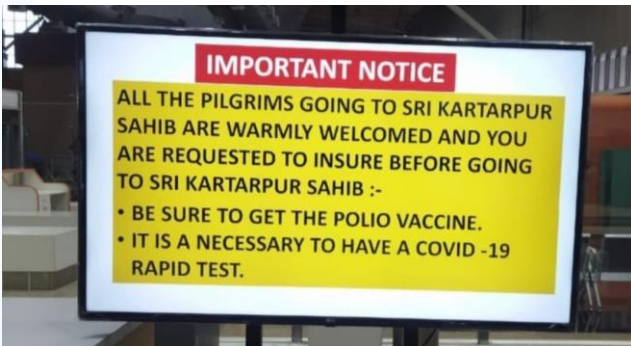 IMPORTANT NOTICE
ALL THE PILGRIMS GOING TO SRI KARTARPUR
SAHIB ARE WARMLY WELCOMED AND YOU
ARE REQUESTED TO INSURE BEFORE GOING
TO SRI KARTARPUR SAHIB :-
• BE SURE TO GET THE POLIO VACCINE.
• IT IS A NECESSARY TO HAVE A COVID -19
RAPID TEST.